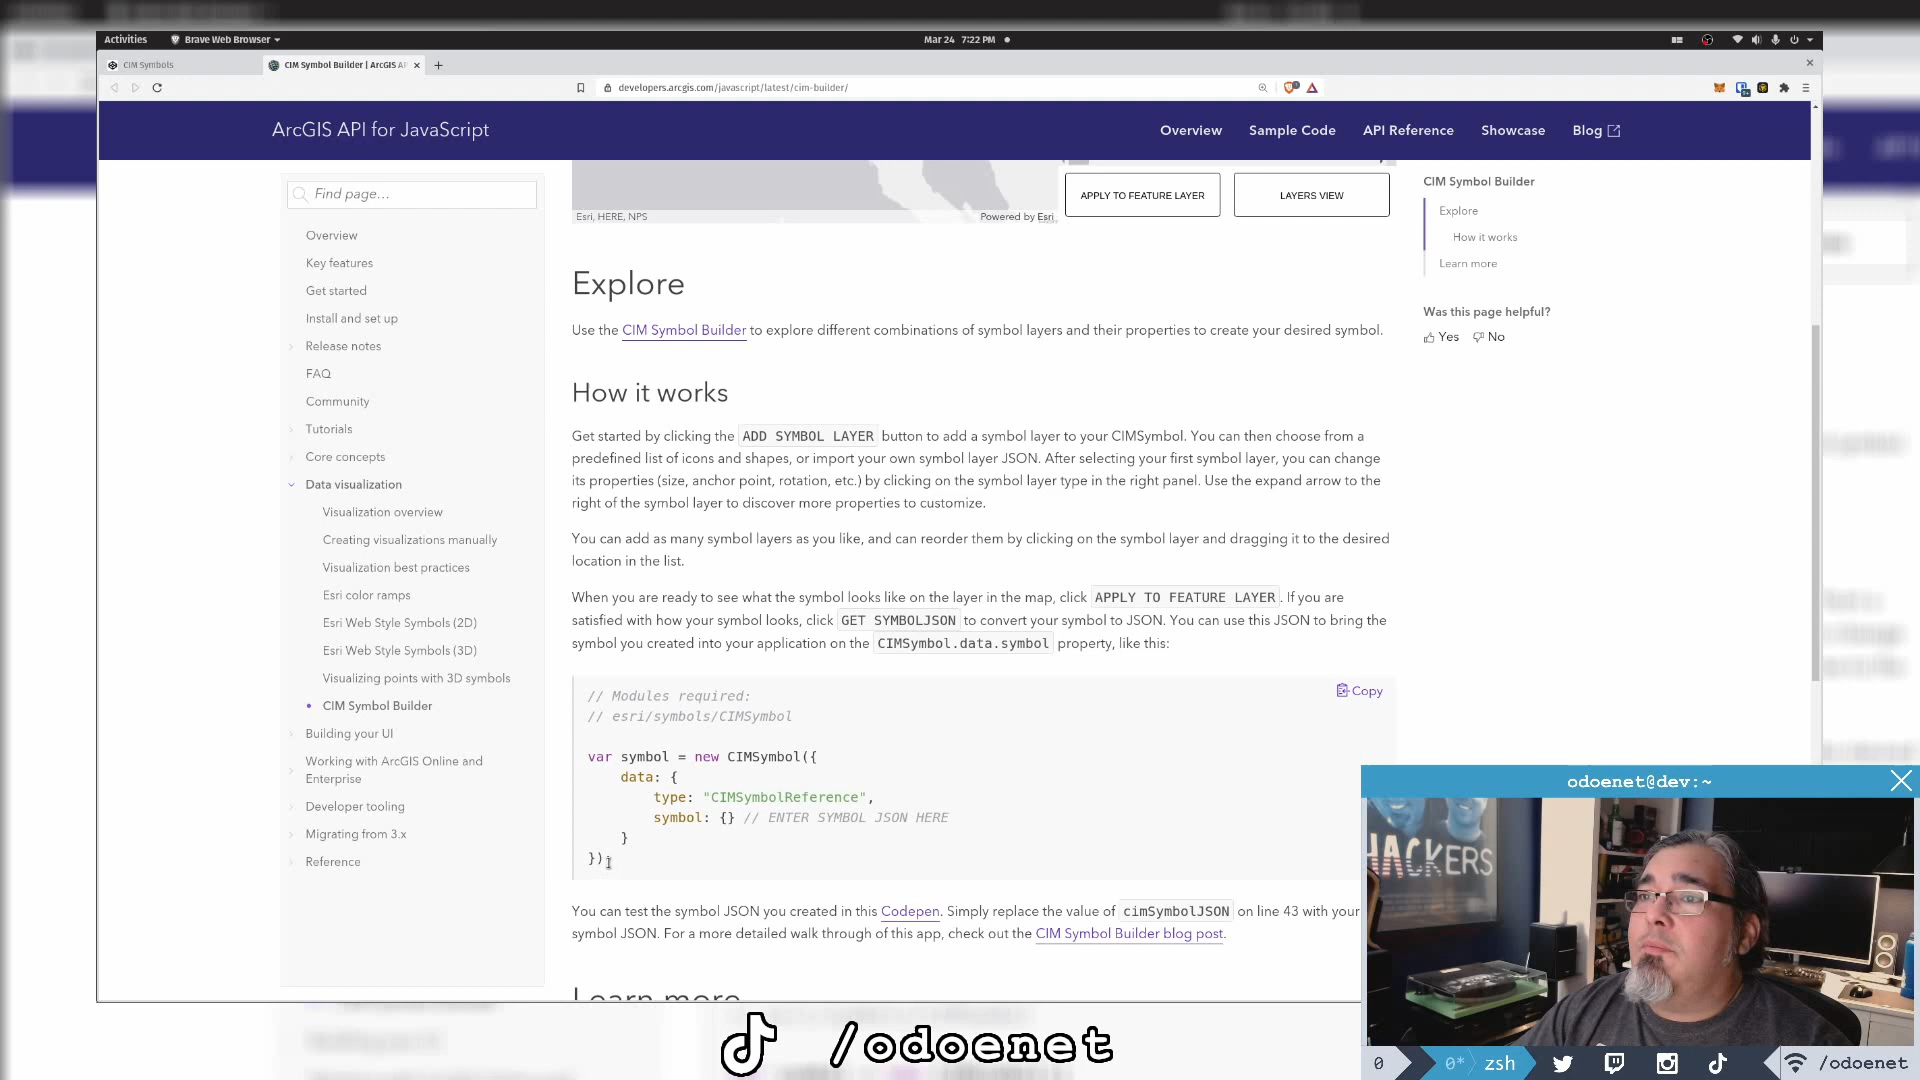 Activities
Brave Web Browser
Mar 24 7:22 PM
CIM Symbols
CIM Symbol Builder | ArcGIS AP
developers.arcgis.com/javascript/latest/cim-builder/
ArcGIS API for JavaScript
Overview
Sample Code
API Reference
Showcase
Blog
Find page...
Overview
Key features
Get started
Install and set up
Release notes
FAQ
Community
Tutorials
Core concepts
Data visualization
Visualization overview
Creating visualizations manually
Visualization best practices
Esri color ramps
Esri Web Style Symbols (2D)
Esri Web Style Symbols (3D)
Visualizing points with 3D symbols
CIM Symbol Builder
Building your UI
Working with ArcGIS Online and
Enterprise
Developer tooling
Migrating from 3.x
Reference
Esri, HERE, NPS
Powered by Esri
APPLY TO FEATURE LAYER
LAYERS VIEW
Explore
Use the CIM Symbol Builder to explore different combinations of symbol layers and their properties to create your desired symbol.
How it works
Get started by clicking the ADD SYMBOL LAYER button to add a symbol layer to your CIMSymbol. You can then choose from a
predefined list of icons and shapes, or import your own symbol layer JSON. After selecting your first symbol layer, you can change
its properties (size, anchor point, rotation, etc.) by clicking on the symbol layer type in the right panel. Use the expand arrow to the
right of the symbol layer to discover more properties to customize.
You can add as many symbol layers as you like, and can reorder them by clicking on the symbol layer and dragging it to the desired
location in the list.
When you are ready to see what the symbol looks like on the layer in the map, click APPLY TO FEATURE LAYER. If you are
satisfied with how your symbol looks, click GET SYMBOLJSON to convert your symbol to JSON. You can use this JSON to bring the
symbol you created into your application on the CIMSymbol.data.symbol property, like this:
Copy
// Modules required:
// esri/symbols/CIMSymbol
var symbol = new CIMSymbol({
data: {
type: "CIMSymbolReference",
symbol: {} // ENTER SYMBOL JSON HERE
}
});
You can test the symbol JSON you created in this Codepen. Simply replace the value of cimSymbolJSON on line 43 with your
symbol JSON. For a more detailed walk through of this app, check out the CIM Symbol Builder blog post.
Learn more
CIM Symbol Builder
Explore
How it works
Learn more
Was this page helpful?
Yes
No
odoenet@dev:~
HACKERS
/odoenet
0
0*
zsh
/odoenet